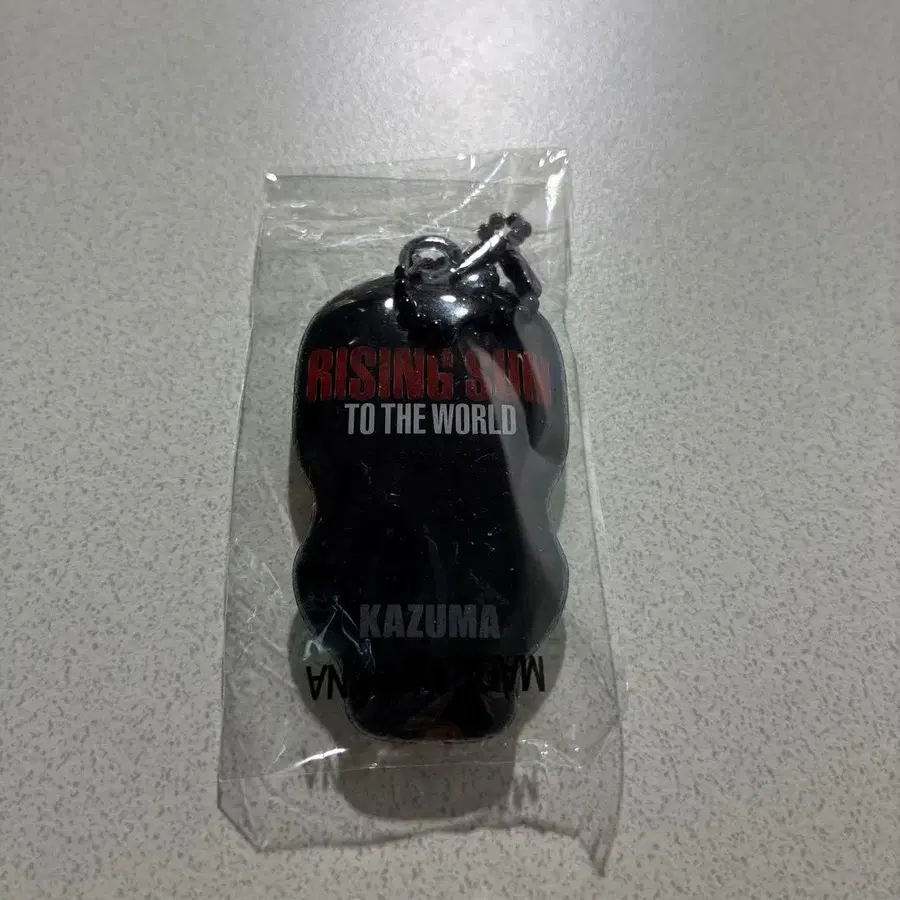 RISING SUN
TO THE WORLD
KAZUMA